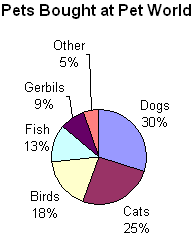 Pets Bought at Pet World
Other
5%
Gerbils
9%
Dogs
30%
Fish
13%
Birds
18%
Cats
25%